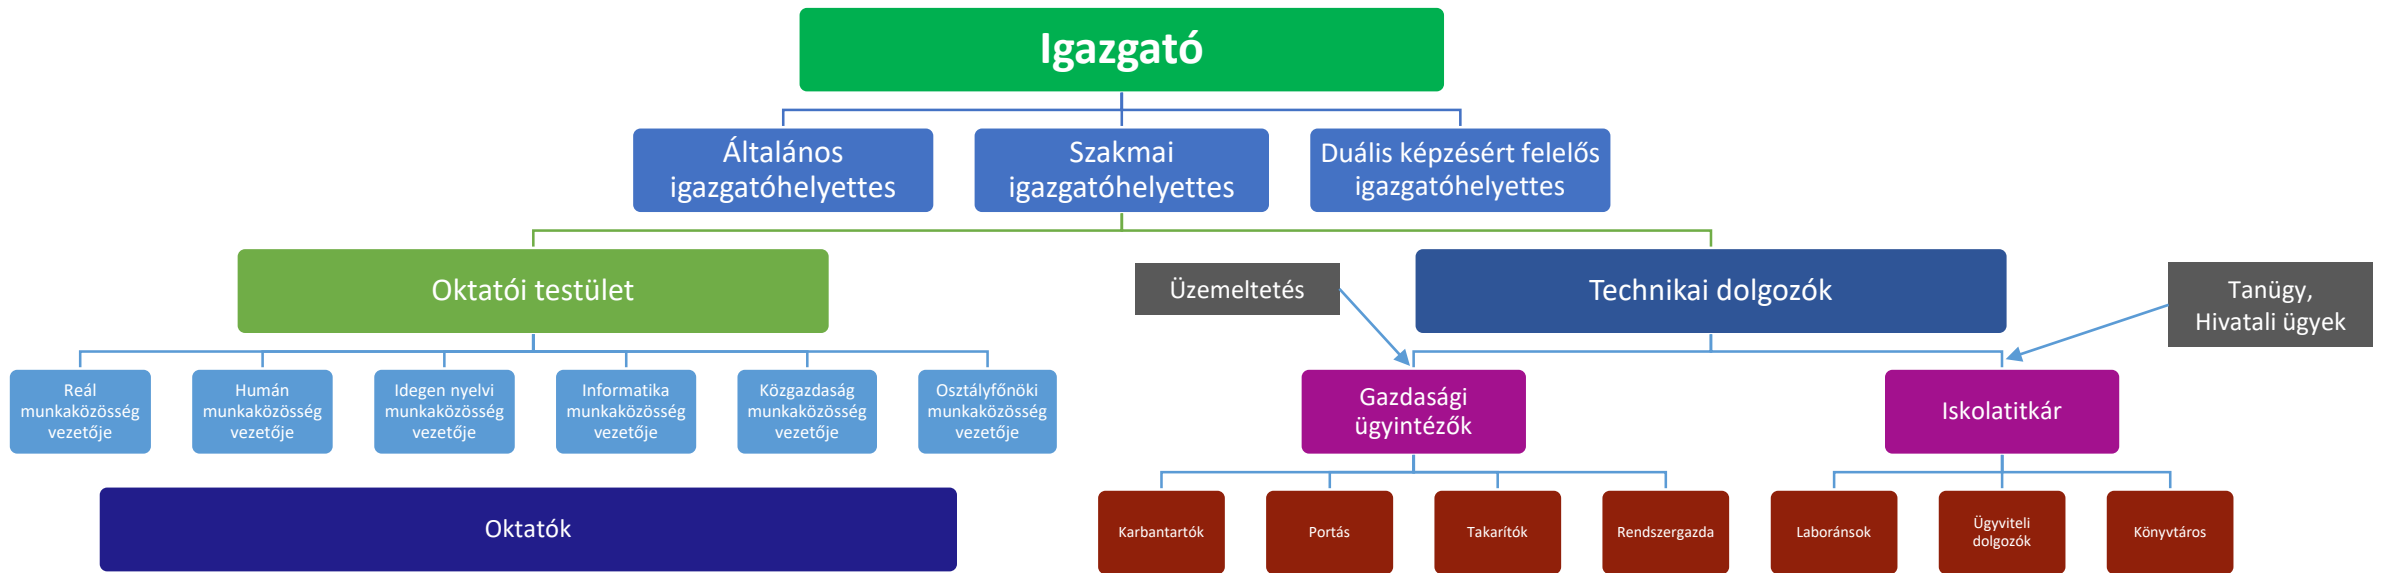 Igazgató
Általános
igazgatóhelyettes
Szakmai
igazgatóhelyettes
Duális képzésért felelős
igazgatóhelyettes
Oktatói testület
Üzemeltetés
Technikai dolgozók
Tanügy,
Hivatali ügyek
Reál
munkaközösség
vezetője
Humán
munkaközösség
vezetője
Idegen nyelvi
munkaközösség
vezetője
Informatika
munkaközösség
vezetője
Közgazdaság
munkaközösség
vezetője
Osztályfőnöki
munkaközösség
vezetője
Gazdasági
ügyintézők
Iskolatitkár
Oktatók
Karbantartók
Portás
Takarítók
Rendszergazda
Laboránsok
Ügyviteli
dolgozók
Könyvtáros